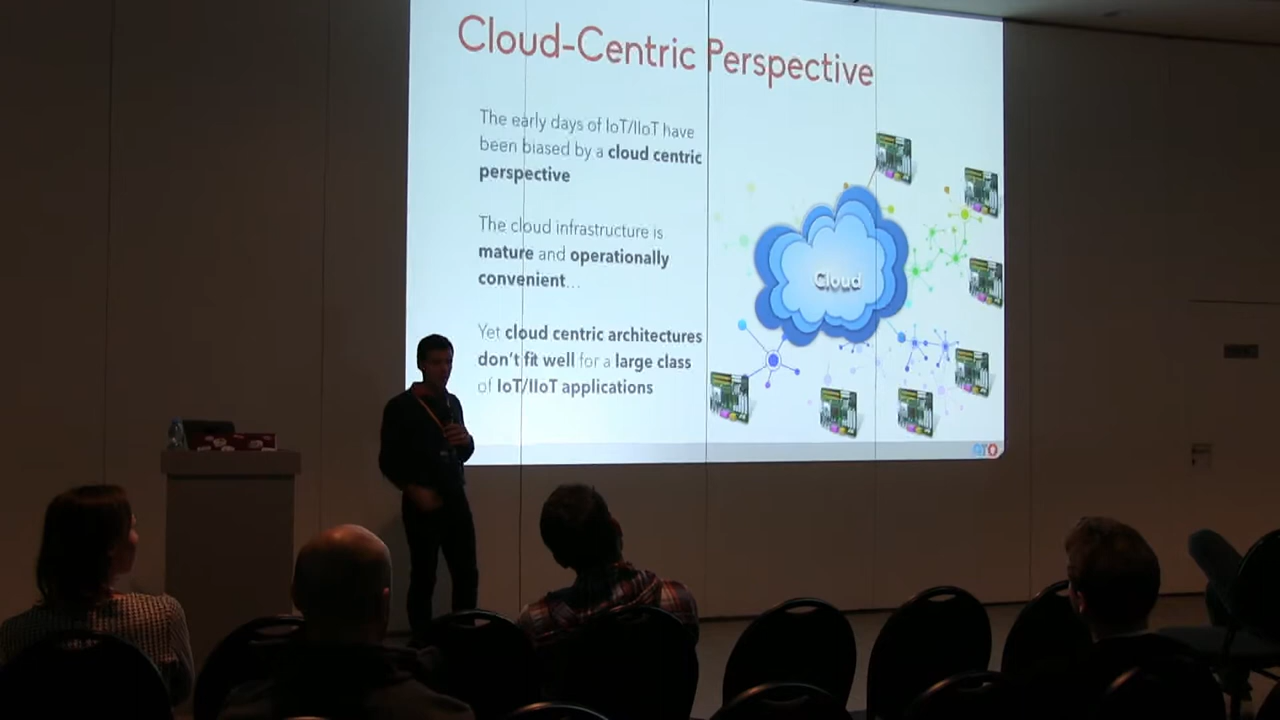 Cloud-Centric Perspective
The early days of IoT/IIoT have
been biased by a cloud centric
perspective
The cloud infrastructure is
mature and operationally
convenient...
Yet cloud centric architectures
don't fit well for a large class
of IoT/IIoT applications
Cloud